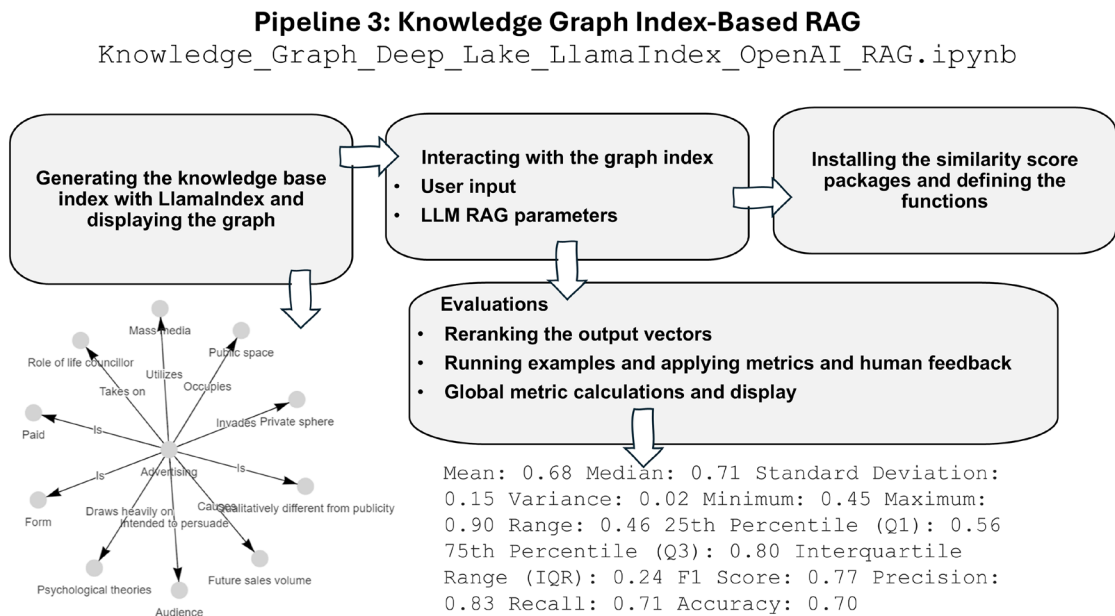 Pipeline 3: Knowledge Graph Index-Based RAG
Knowledge_Graph_Deep_Lake_LlamaIndex_OpenAI_RAG.ipynb
Generating the knowledge base
index with LlamaIndex and
displaying the graph
Interacting with the graph index
• User input
• LLM RAG parameters
Installing the similarity score
packages and defining the
functions
Evaluations
• Reranking the output vectors
• Running examples and applying metrics and human feedback
• Global metric calculations and display
Mass media
Public space
Role of life councillor
Utilizes
Occupies
Takes on
Invades
Private sphere
Paid
Is
Advertising
Is
Is
Form
Draws heavily on
Intended to persuade
Causes
Qualitatively different from publicity
Psychological theories
Future sales volume
Audience
Mean: 0.68 Median: 0.71 Standard Deviation:
0.15 Variance: 0.02 Minimum: 0.45 Maximum:
0.90 Range: 0.46 25th Percentile (Q1): 0.56
75th Percentile (Q3): 0.80 Interquartile
Range (IQR): 0.24 F1 Score: 0.77 Precision:
0.83 Recall: 0.71 Accuracy: 0.70